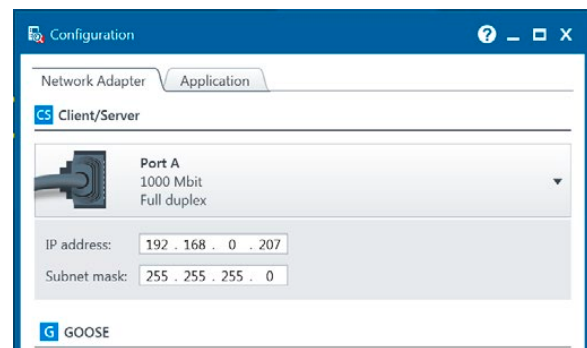 Configuration
Network Adapter Application
CS Client/Server
Port A
1000 Mbit
Full duplex
IP address: 192 . 168 . 0 . 207
Subnet mask: 255 . 255 . 255 . 0
G GOOSE